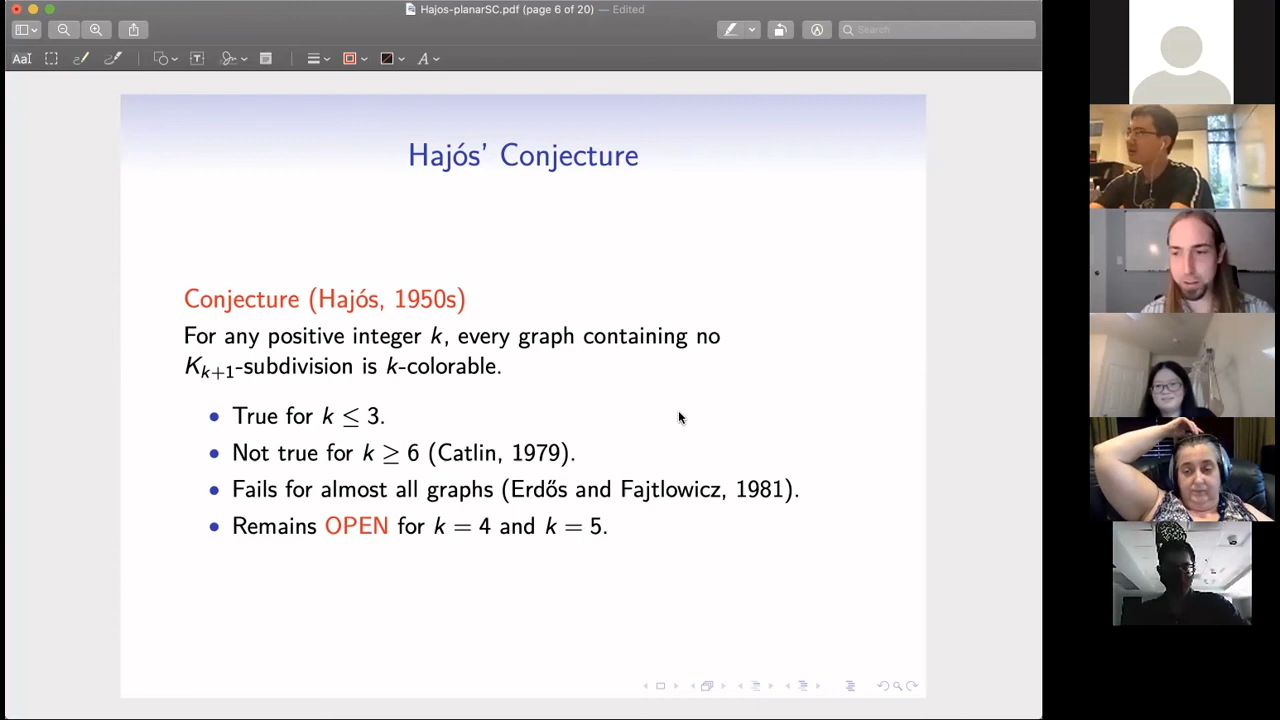 Hajos-planarSC.pdf (page 6 of 20) — Edited
Search
AaI
A
Hajós' Conjecture
Conjecture (Hajós, 1950s)
For any positive integer k, every graph containing no
K_{k+1}-subdivision is k-colorable.
• True for k ≤ 3.
• Not true for k ≥ 6 (Catlin, 1979).
• Fails for almost all graphs (Erdős and Fajtlowicz, 1981).
• Remains OPEN for k = 4 and k = 5.